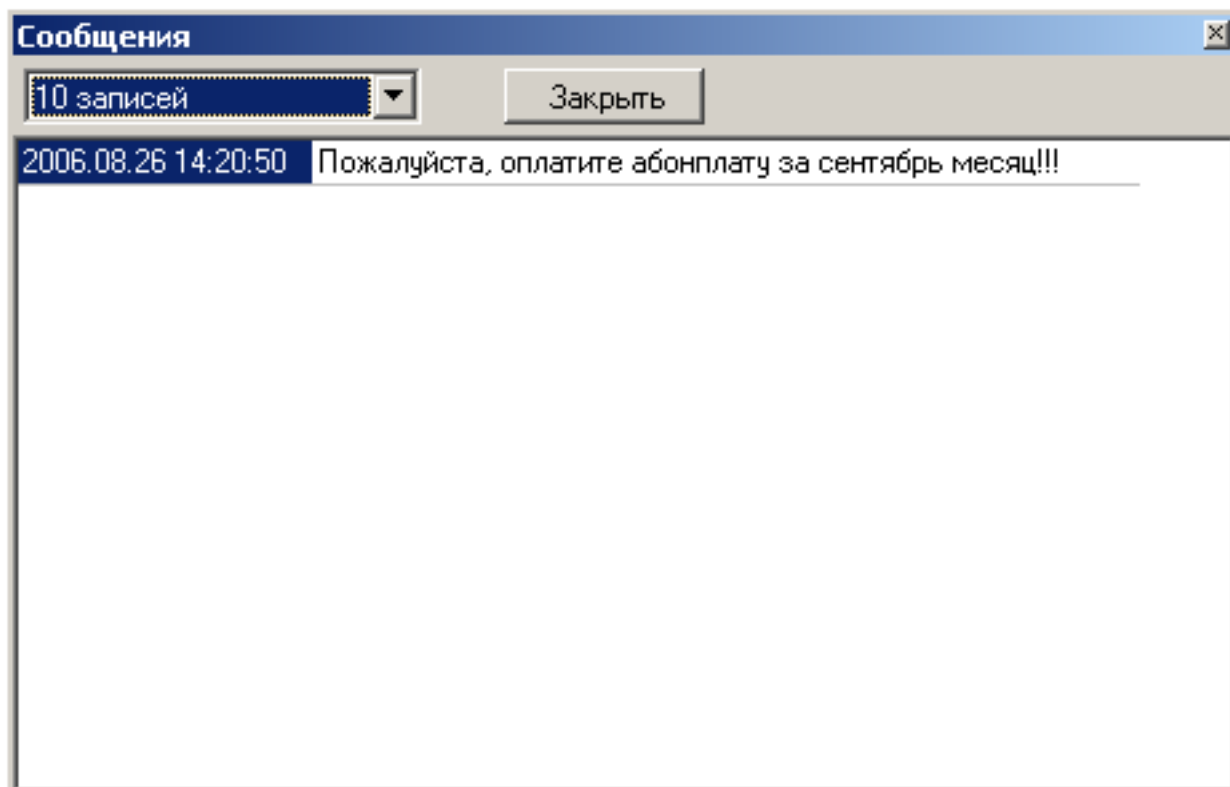 Сообщения
10 записей
Закрыть
2006.08.26 14:20:50 Пожалуйста, оплатите абонплату за сентябрь месяц!!!